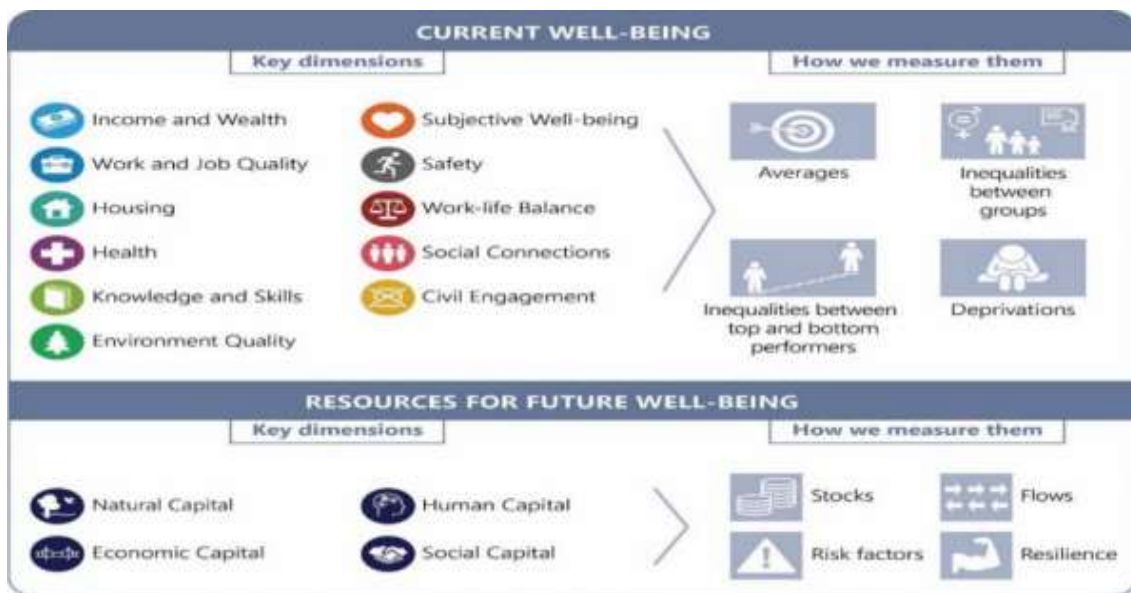 CURRENT WELL-BEING
Key dimensions
How we measure them
Income and Wealth
Work and Job Quality
Housing
Health
Knowledge and Skills
Environment Quality
Subjective Well-being
Safety
Work-life Balance
Social Connections
Civil Engagement
Averages
Inequalities
between
groups
Inequalities between
top and bottom
performers
Deprivations
RESOURCES FOR FUTURE WELL-BEING
Key dimensions
How we measure them
Natural Capital
Economic Capital
Human Capital
Social Capital
Stocks
Flows
Risk factors
Resilience